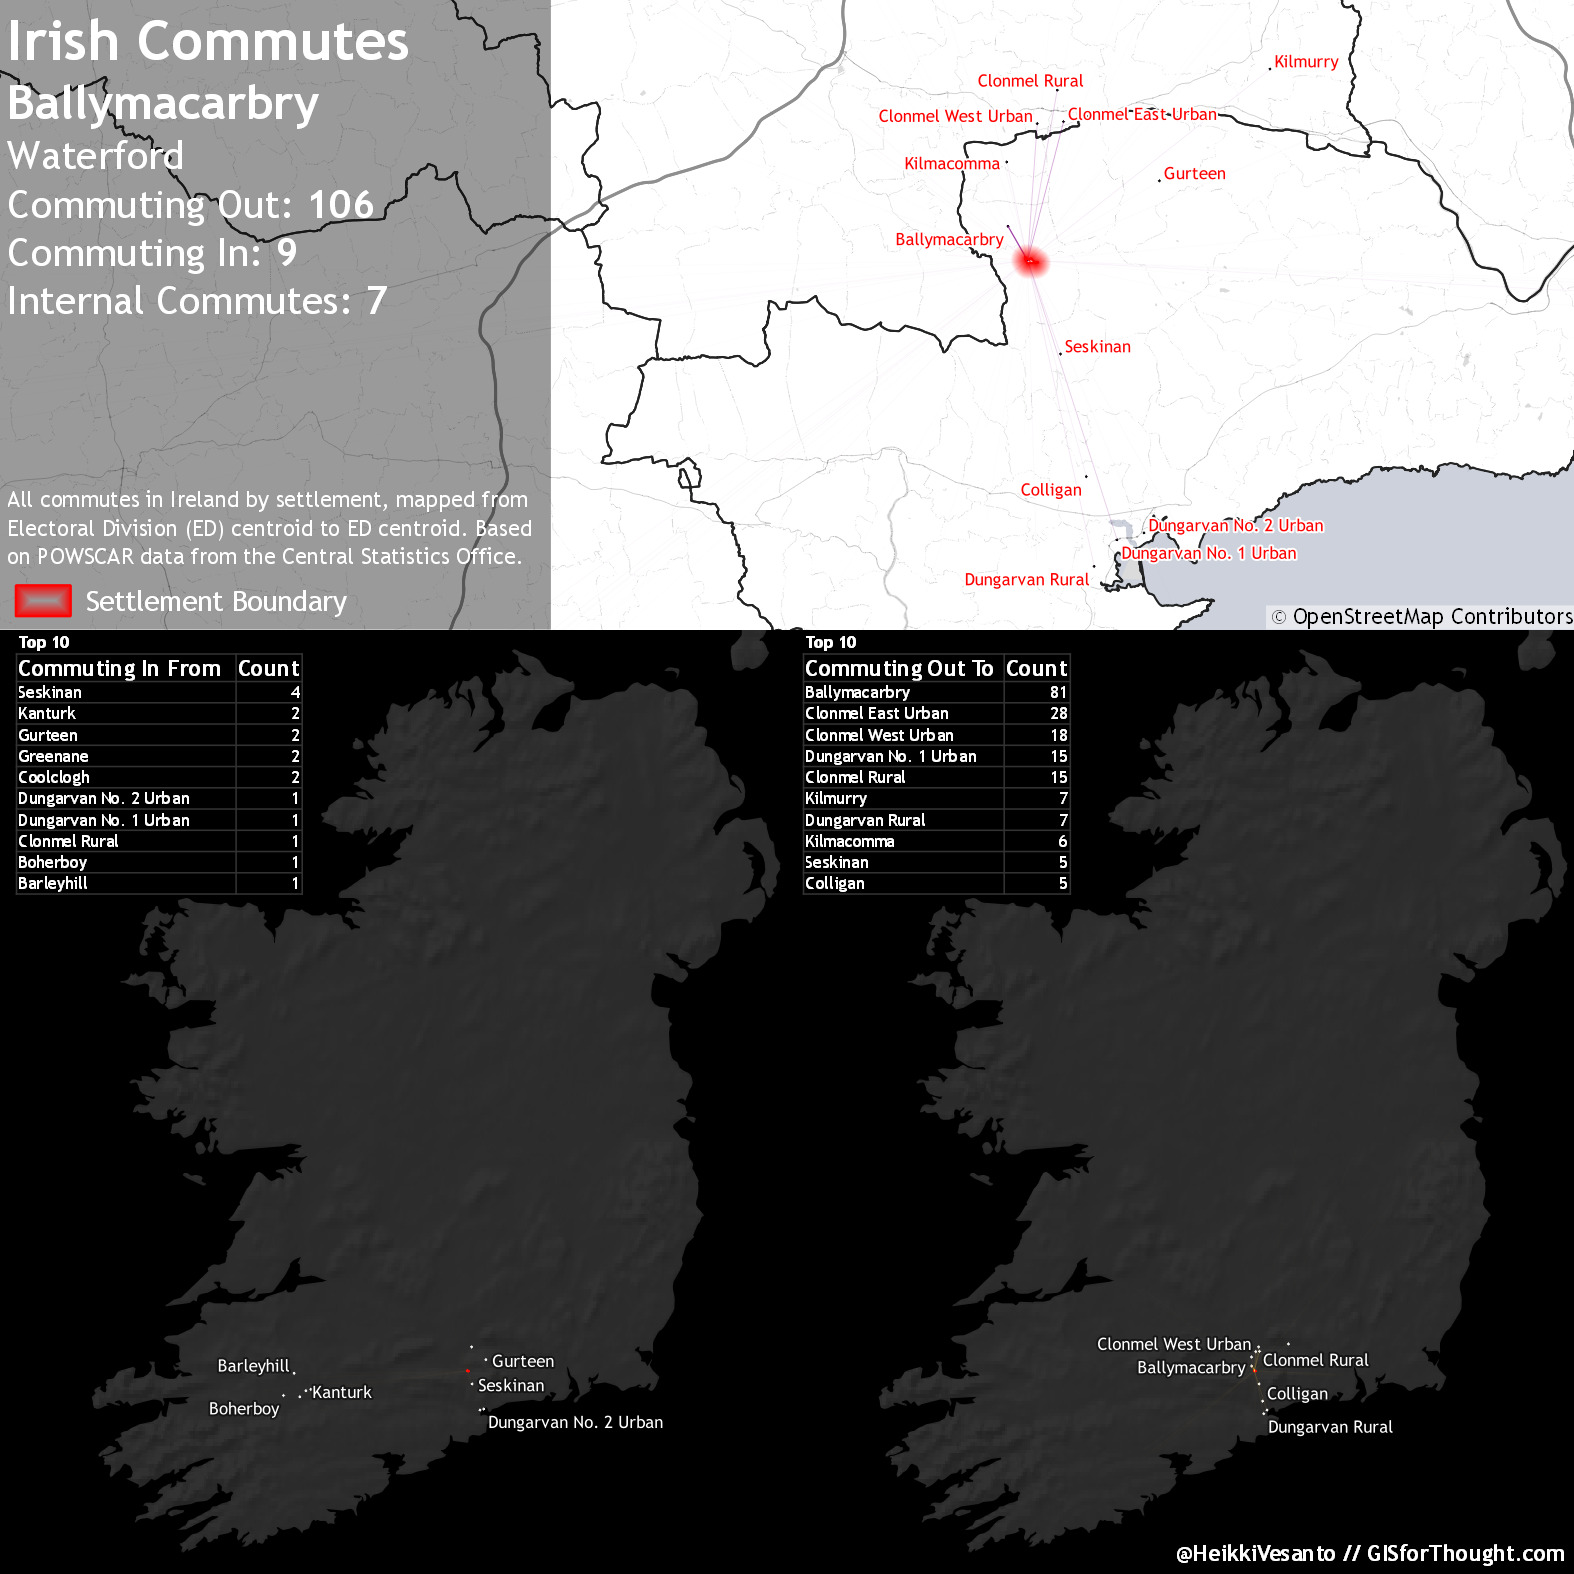 Irish Commutes
Ballymacarbry
Waterford
Commuting Out: 106
Commuting In: 9
Internal Commutes: 7
All commutes in Ireland by settlement, mapped from
Electoral Division (ED) centroid to ED centroid. Based
on POWSCAR data from the Central Statistics Office.
Settlement Boundary
Kilmurry
Clonmel Rural
Clonmel West Urban
Clonmel East Urban
Kilmacomma
Gurteen
Ballymacarbry
Seskinan
Colligan
Dungarvan No. 2 Urban
Dungarvan No. 1 Urban
Dungarvan Rural
© OpenStreetMap Contributors
Top 10
Commuting In From Count
Seskinan 4
Kanturk 2
Gurteen 2
Greenane 2
Coolclogh 2
Dungarvan No. 2 Urban 1
Dungarvan No. 1 Urban 1
Clonmel Rural 1
Boherboy 1
Barleyhill 1
Top 10
Commuting Out To Count
Ballymacarbry 81
Clonmel East Urban 28
Clonmel West Urban 18
Dungarvan No. 1 Urban 15
Clonmel Rural 15
Kilmurry 7
Dungarvan Rural 7
Kilmacomma 6
Seskinan 5
Colligan 5
Barleyhill
Gurteen
Seskinan
Kanturk
Boherboy
Dungarvan No. 2 Urban
Clonmel West Urban
Clonmel Rural
Ballymacarbry
Colligan
Dungarvan Rural
@HeikkiVesanto // GISforThought.com